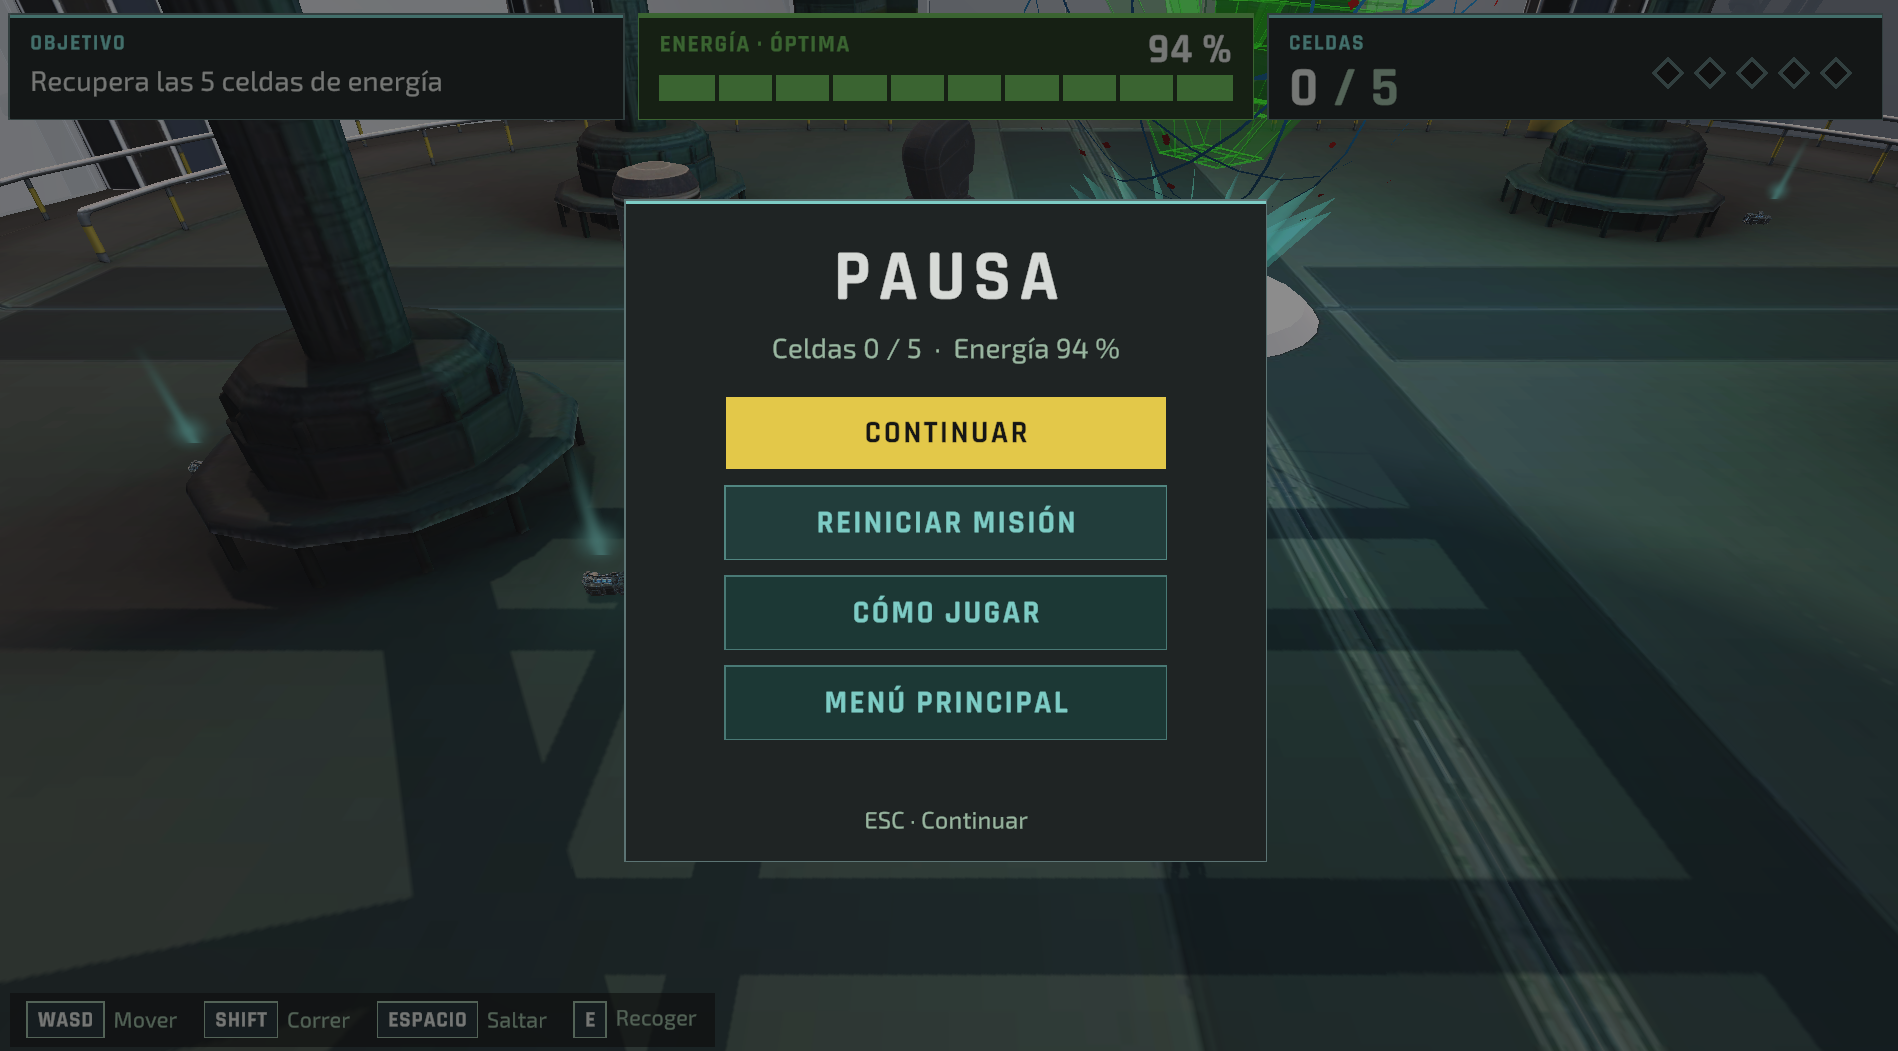 OBJETIVO
Recupera las 5 celdas de energía
ENERGÍA · ÓPTIMA
94 %
CELDAS
0 / 5
PAUSA
Celdas 0 / 5 · Energía 94 %
CONTINUAR
REINICIAR MISIÓN
CÓMO JUGAR
MENÚ PRINCIPAL
ESC · Continuar
WASD Mover SHIFT Correr ESPACIO Saltar E Recoger